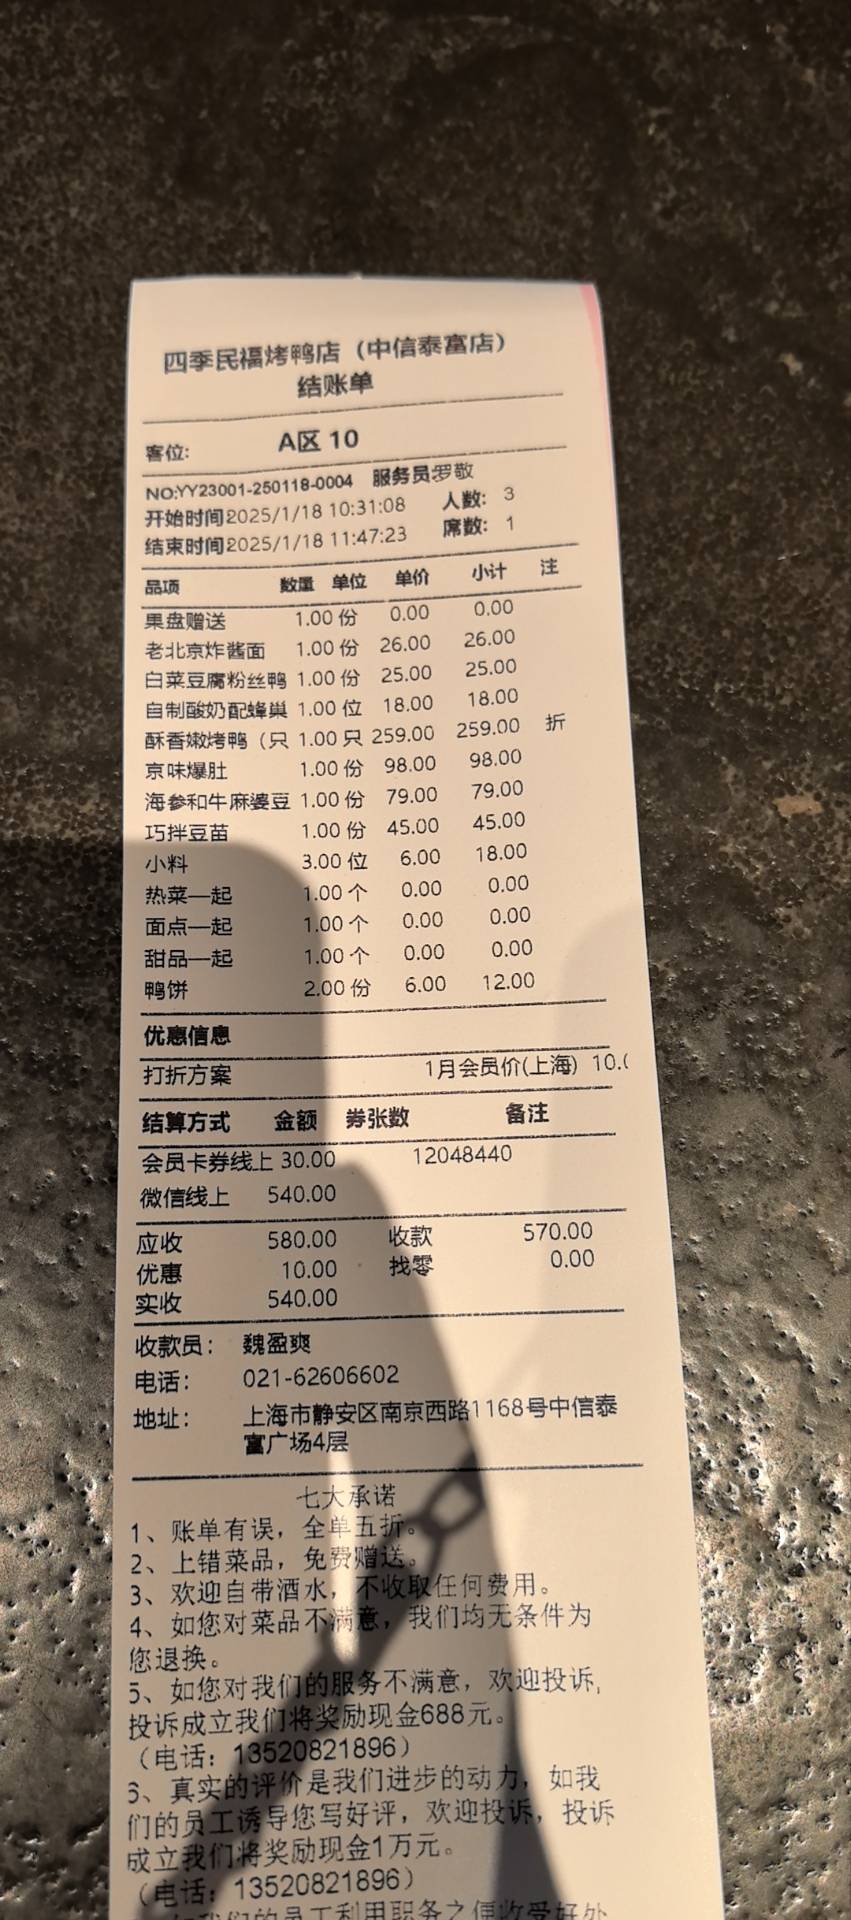 四季民福烤鸭店（中信泰富店）
结账单
客位: A区 10
NO:YY23001-250118-0004 服务员:罗敬
开始时间2025/1/18 10:31:08 人数: 3
结束时间2025/1/18 11:47:23 席数: 1
品项 数量 单位 单价 小计 注
果盘赠送 1.00 份 0.00 0.00
老北京炸酱面 1.00 份 26.00 26.00
白菜豆腐粉丝鸭 1.00 份 25.00 25.00
自制酸奶配蜂巢 1.00 位 18.00 18.00
酥香嫩烤鸭（只 1.00 只 259.00 259.00 折
京味爆肚 1.00 份 98.00 98.00
海参和牛麻婆豆 1.00 份 79.00 79.00
巧拌豆苗 1.00 份 45.00 45.00
小料 3.00 位 6.00 18.00
热菜—起 1.00 个 0.00 0.00
面点—起 1.00 个 0.00 0.00
甜品—起 1.00 个 0.00 0.00
鸭饼 2.00 份 6.00 12.00
优惠信息
打折方案 1月会员价(上海) 10.
结算方式 金额 券张数 备注
会员卡券线上 30.00 12048440
微信线上 540.00
应收 580.00 收款 570.00
优惠 10.00 找零 0.00
实收 540.00
收款员: 魏盈爽
电话: 021-62606602
地址: 上海市静安区南京西路1168号中信泰
富广场4层
七大承诺
1、账单有误，全单五折。
2、上错菜品，免费赠送。
3、欢迎自带酒水，不收取任何费用。
4、如您对菜品不满意，我们均无条件为
您退换。
5、如您对我们的服务不满意，欢迎投诉,
投诉成立我们将奖励现金688元。
（电话：13520821896）
6、真实的评价是我们进步的动力，如我
们的员工诱导您写好评，欢迎投诉，投诉
成立我们将奖励现金1万元。
（电话：13520821896）
如我们的员工利用职务之便收受好处